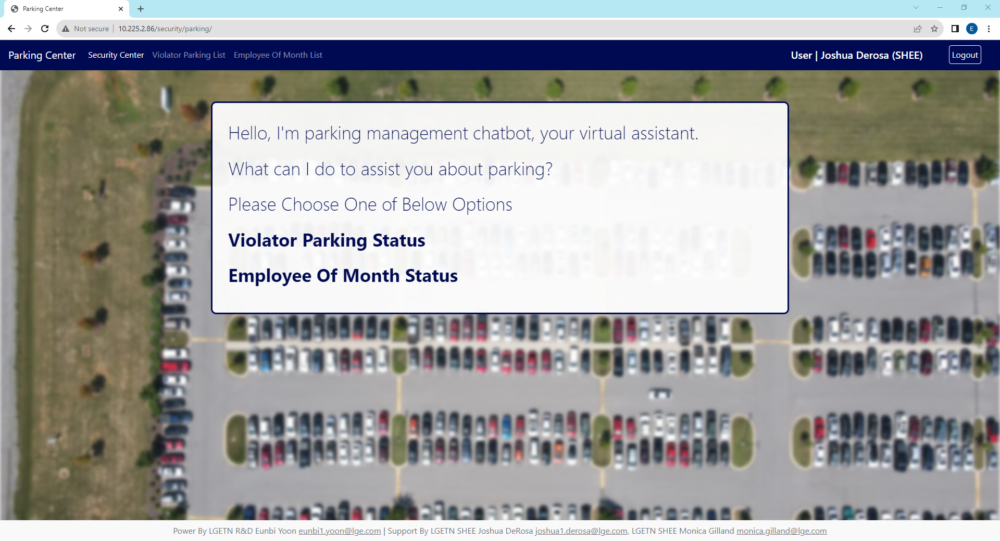 Parking Center
Not secure 10.225.2.86/security/parking/
E
Parking Center Security Center Violator Parking List Employee Of Month List User | Joshua Derosa (SHEE) Logout
Hello, I'm parking management chatbot, your virtual assistant.
What can I do to assist you about parking?
Please Choose One of Below Options
Violator Parking Status
Employee Of Month Status
Power By LGETN R&D Eunbi Yoon eunbi1.yoon@lge.com | Support By LGETN SHEE Joshua DeRosa joshua1.derosa@lge.com, LGETN SHEE Monica Gilland monica.gilland@lge.com